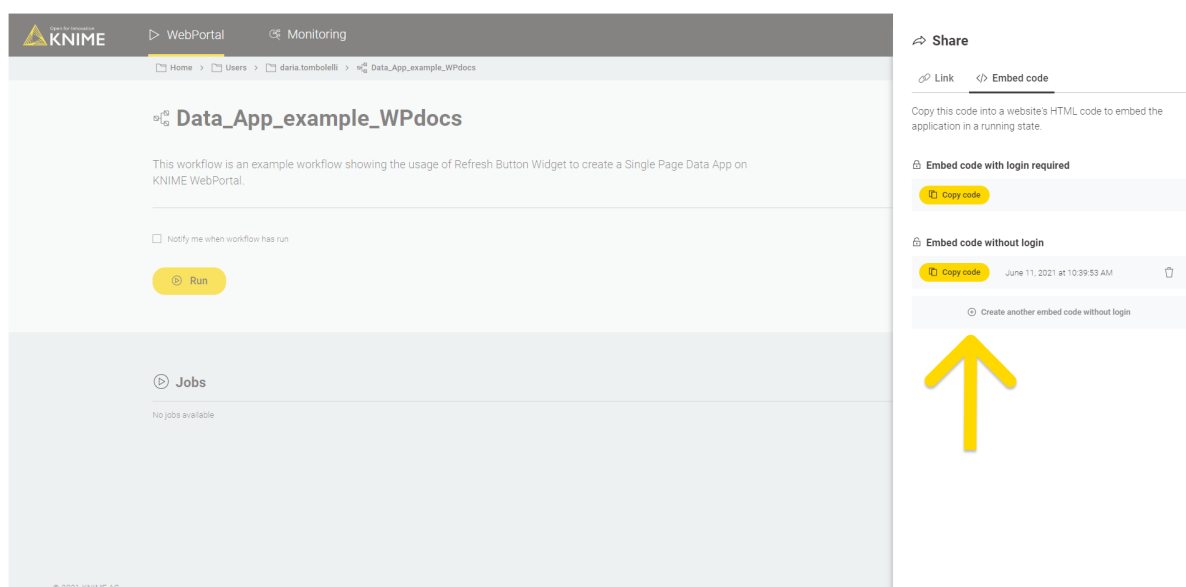 Open for Innovation
KNIME
WebPortal
Monitoring
Home > Users > daria.tombolelli > Data_App_example_WPdocs
Data_App_example_WPdocs
This workflow is an example workflow showing the usage of Refresh Button Widget to create a Single Page Data App on
KNIME WebPortal.
Notify me when workflow has run
Run
Jobs
No jobs available
Share
Link
</> Embed code
Copy this code into a website's HTML code to embed the
application in a running state.
Embed code with login required
Copy code
Embed code without login
Copy code
June 11, 2021 at 10:39:53 AM
Create another embed code without login